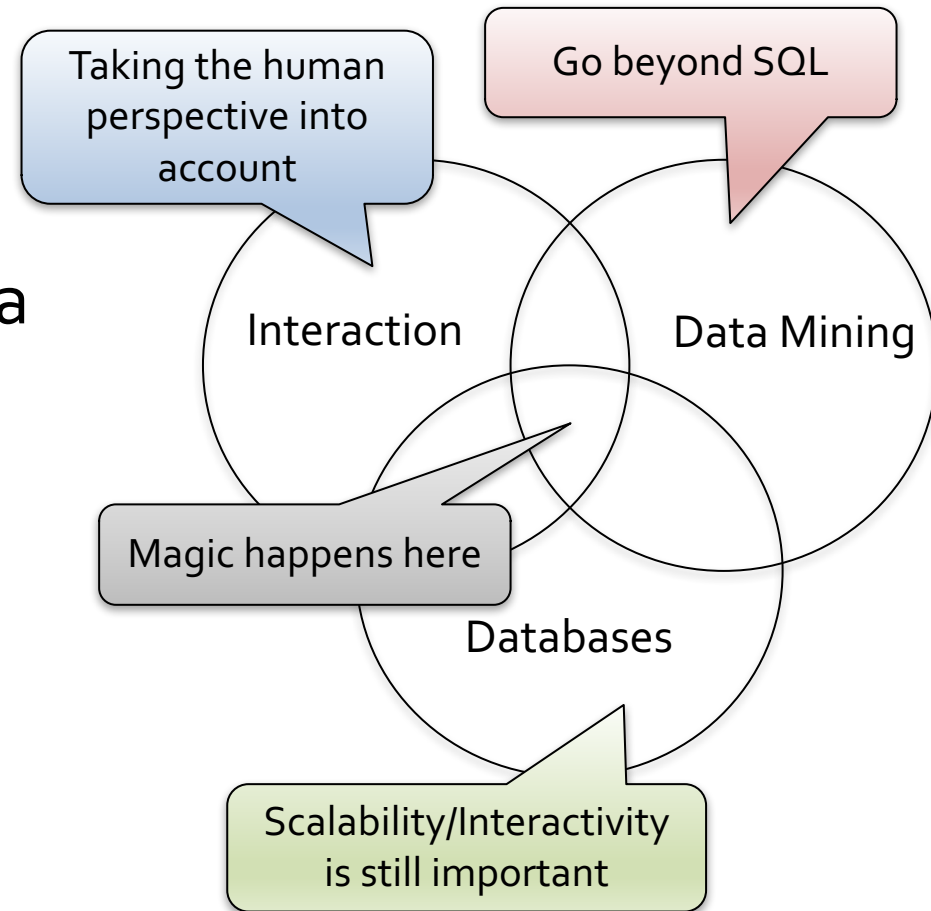 Taking the human
perspective into
account
Go beyond SQL
a
Interaction
Data Mining
Magic happens here
Databases
Scalability/Interactivity
is still important